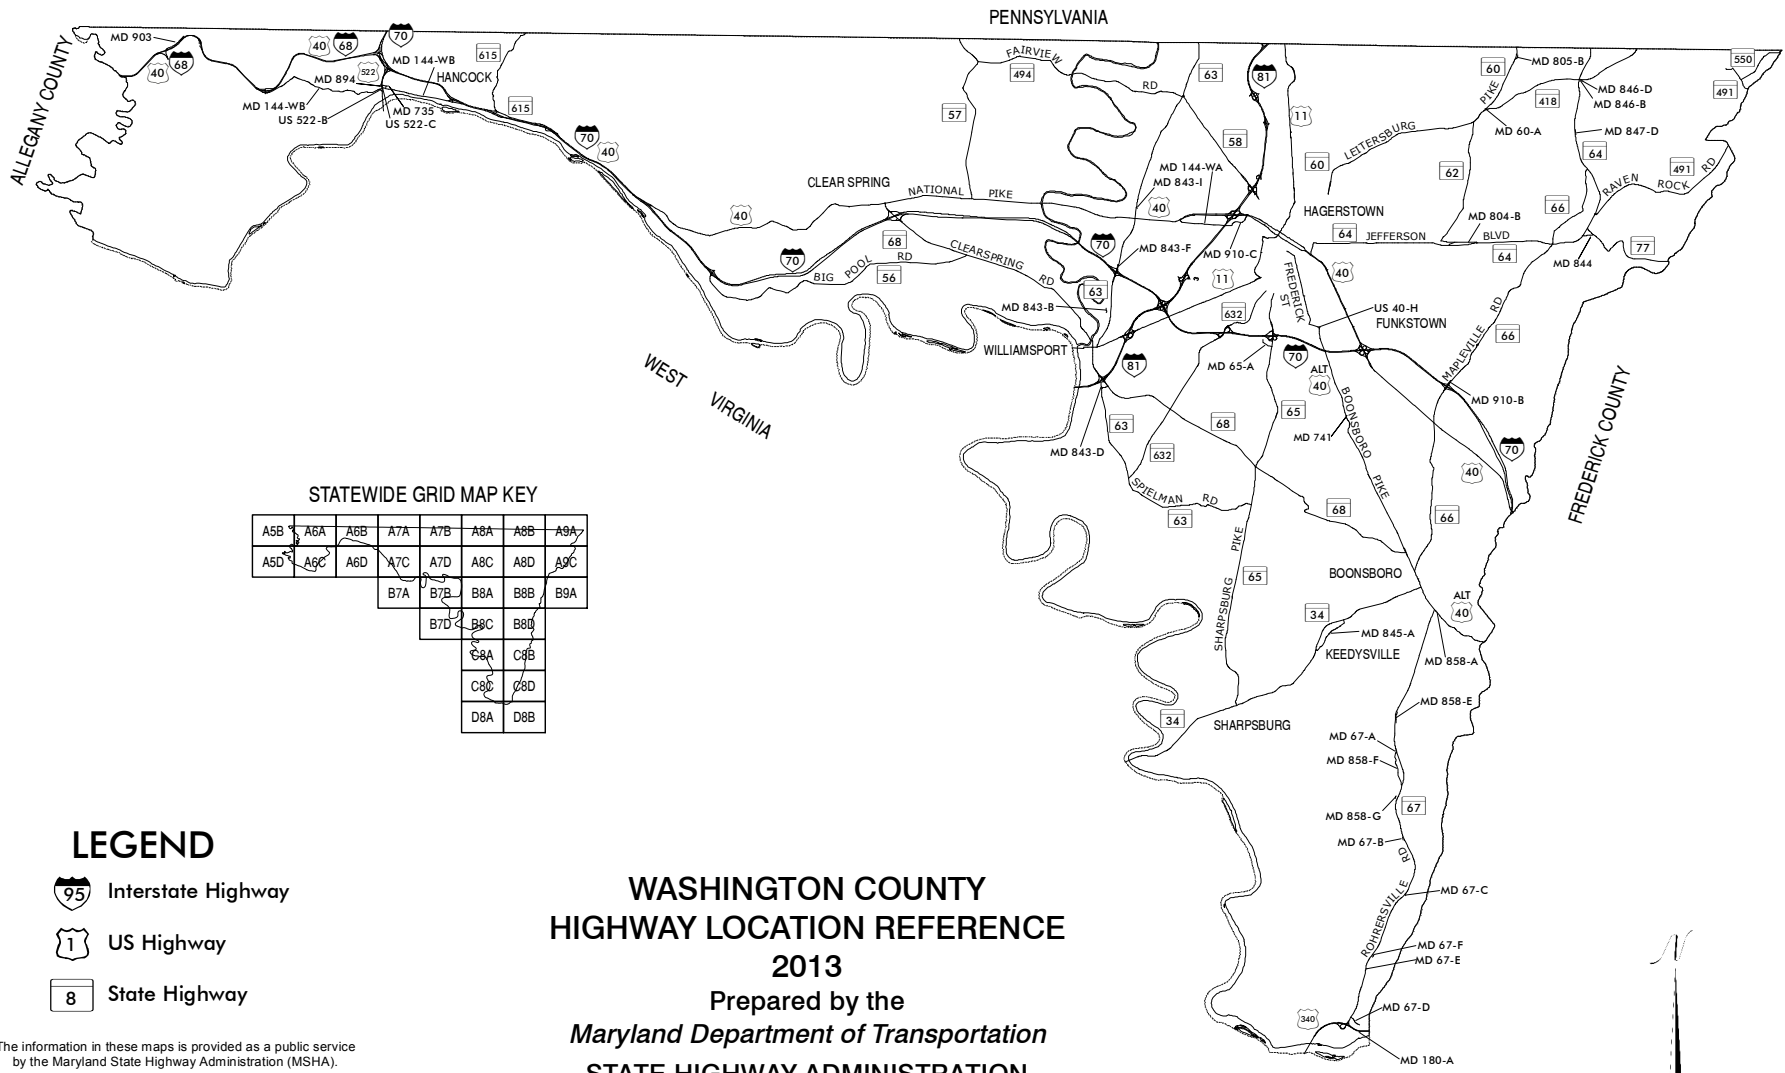 PENNSYLVANIA
ALLEGANY COUNTY
MD 903
40
68
40
68
70
522
MD 144-WB
HANCOCK
MD 894
MD 144-WB
US 522-B
MD 735
US 522-C
615
615
70
40
FAIRVIEW
494
RD
63
81
11
57
58
60
LEITERSBURG
PIKE
60
MD 805-B
418
MD 846-D
MD 846-B
MD 60-A
MD 847-D
550
491
64
491
RAVEN ROCK RD
62
66
CLEAR SPRING
NATIONAL PIKE
40
MD 144-WA
MD 843-I
40
HAGERSTOWN
64
JEFFERSON BLVD
MD 804-B
64
MD 844
77
70
68
BIG POOL RD
56
CLEARSPRING RD
70
MD 843-F
MD 910-C
11
63
MD 843-B
FREDERICK ST
40
632
US 40-H
FUNKSTOWN
MAPLEVILLE RD
66
WILLIAMSPORT
81
MD 65-A
70
ALT
40
MD 910-B
WEST VIRGINIA
BOONSBORO PIKE
65
63
68
MD 741
MD 843-D
632
70
40
FREDERICK COUNTY
SPIELMAN RD
63
68
66
SHARPSBURG PIKE
65
BOONSBORO
ALT
40
34
MD 845-A
KEEDYSVILLE
MD 858-A
MD 858-E
34
SHARPSBURG
MD 67-A
MD 858-F
67
MD 858-G
MD 67-B
ROHRERSVILLE RD
MD 67-C
MD 67-F
MD 67-E
MD 67-D
340
MD 180-A
STATEWIDE GRID MAP KEY
A5B A6A A6B A7A A7B A8A A8B A9A
A5D A6C A6D A7C A7D A8C A8D A9C
B7A B7B B8A B8B B9A
B7D B8C B8D
C8A C8B
C8C C8D
D8A D8B
LEGEND
95 Interstate Highway
1 US Highway
8 State Highway
The information in these maps is provided as a public service
by the Maryland State Highway Administration (MSHA).
WASHINGTON COUNTY
HIGHWAY LOCATION REFERENCE
2013
Prepared by the
Maryland Department of Transportation
STATE HIGHWAY ADMINISTRATION
N